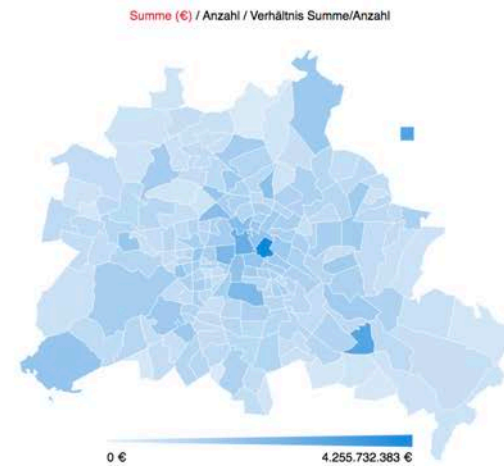 Summe (€) / Anzahl / Verhältnis Summe/Anzahl
0 € 4.255.732.383 €